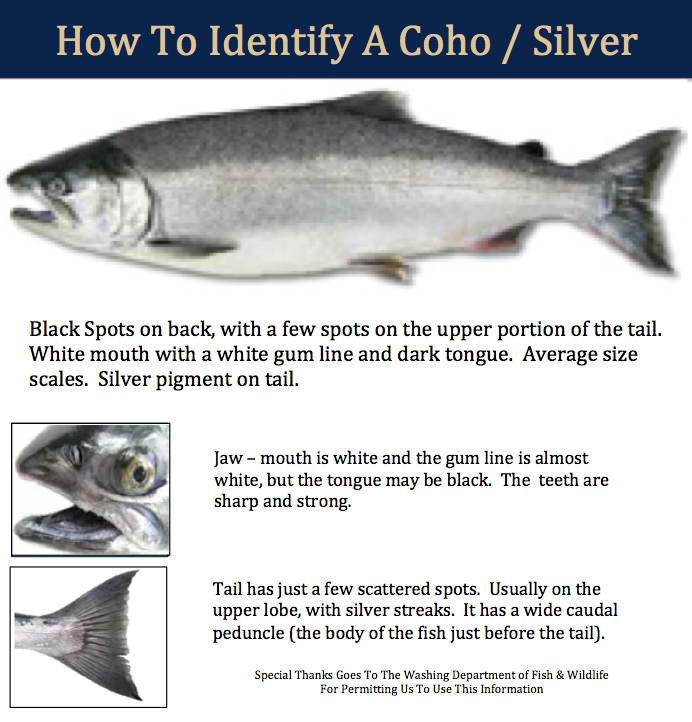 How To Identify A Coho / Silver
Black Spots on back, with a few spots on the upper portion of the tail.
White mouth with a white gum line and dark tongue.  Average size
scales.  Silver pigment on tail.
Jaw – mouth is white and the gum line is almost
white, but the tongue may be black.  The  teeth are
sharp and strong.
Tail has just a few scattered spots.  Usually on the
upper lobe, with silver streaks.  It has a wide caudal
peduncle (the body of the fish just before the tail).
Special Thanks Goes To The Washing Department of Fish & Wildlife
For Permitting Us To Use This Information